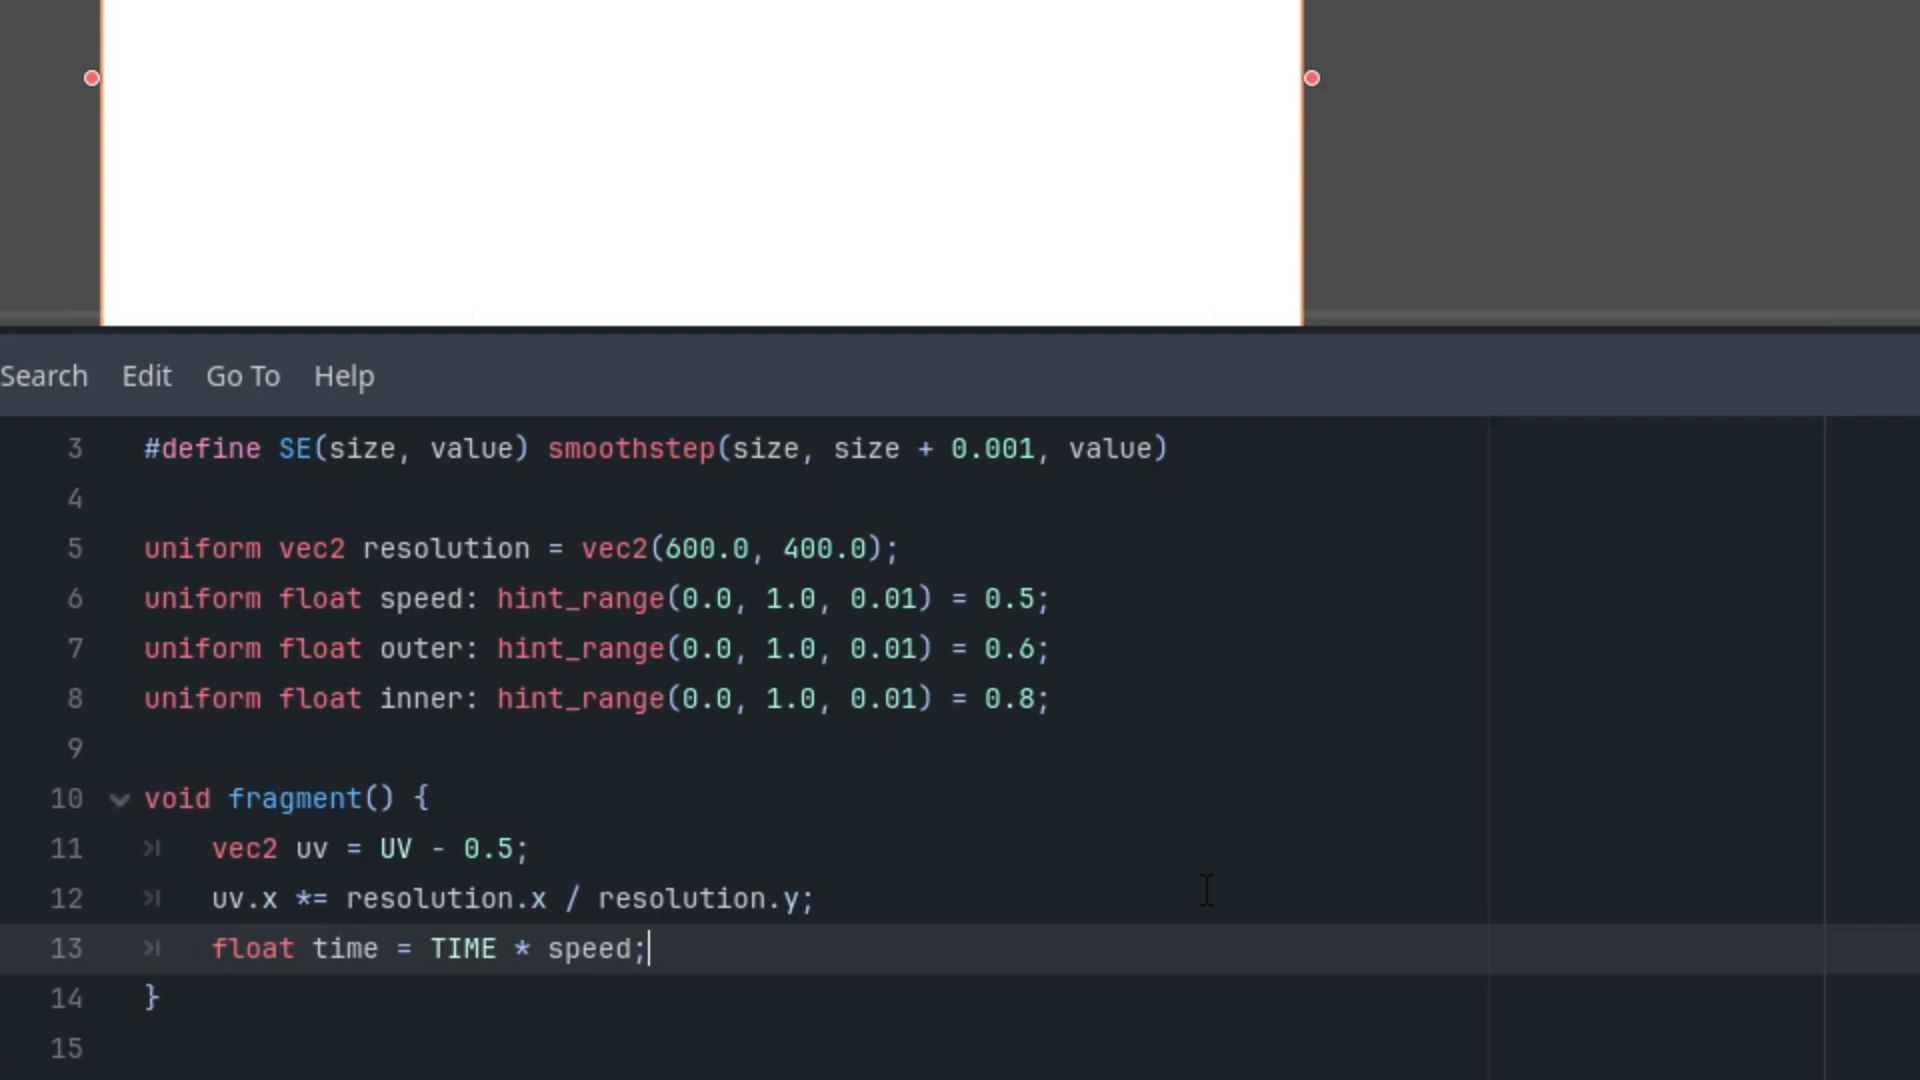 Search Edit Go To Help
3 #define SE(size, value) smoothstep(size, size + 0.001, value)
4
5 uniform vec2 resolution = vec2(600.0, 400.0);
6 uniform float speed: hint_range(0.0, 1.0, 0.01) = 0.5;
7 uniform float outer: hint_range(0.0, 1.0, 0.01) = 0.6;
8 uniform float inner: hint_range(0.0, 1.0, 0.01) = 0.8;
9
10 void fragment() {
11 vec2 uv = UV - 0.5;
12 uv.x *= resolution.x / resolution.y;
13 float time = TIME * speed;
14 }
15